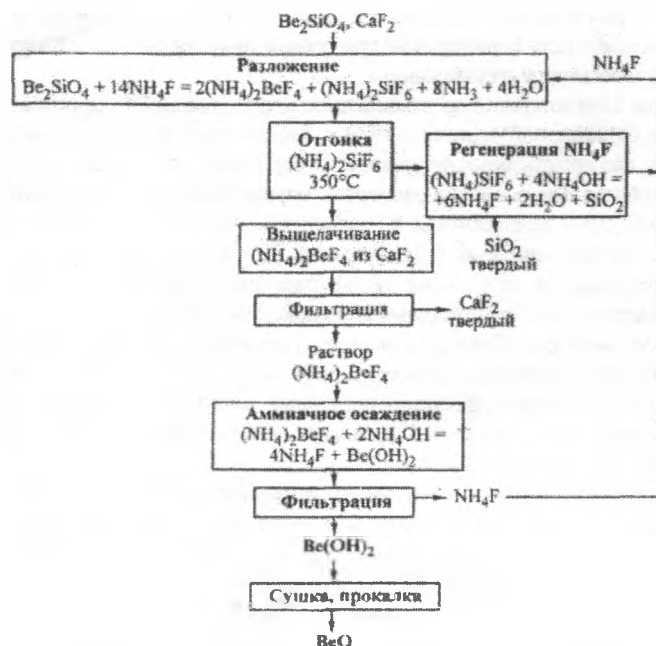 Be₂SiO₄, CaF₂
NH₄F
Разложение
Be₂SiO₄ + 14NH₄F = 2(NH₄)₂BeF₄ + (NH₄)₂SiF₆ + 8NH₃ + 4H₂O
Отгонка
(NH₄)₂SiF₆
350°C
Регенерация NH₄F
(NH₄)SiF₆ + 4NH₄OH =
+6NH₄F + 2H₂O + SiO₂
SiO₂
твердый
Выщелачивание
(NH₄)₂BeF₄ из CaF₂
Фильтрация
CaF₂
твердый
Раствор
(NH₄)₂BeF₄
Аммиачное осаждение
(NH₄)₂BeF₄ + 2NH₄OH =
4NH₄F + Be(OH)₂
Фильтрация
NH₄F
Be(OH)₂
Сушка, прокалка
BeO